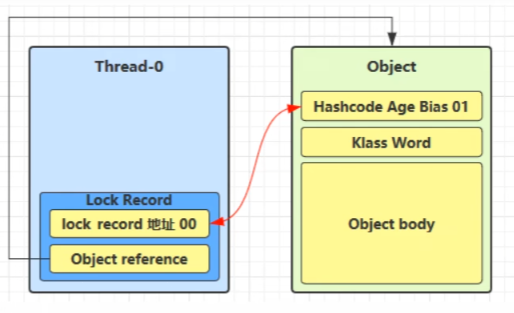 Thread-0
Lock Record
lock record 地址 00
Object reference
Object
Hashcode Age Bias 01
Klass Word
Object body